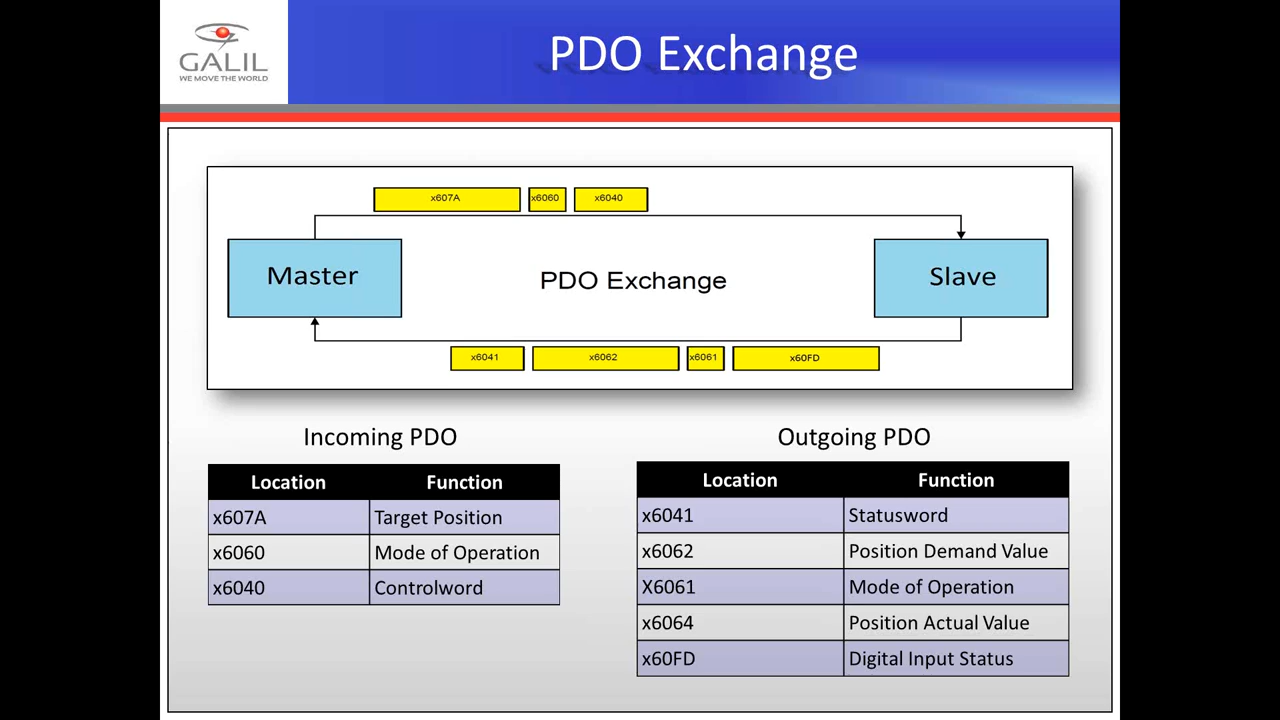 GALIL
WE MOVE THE WORLD
PDO Exchange
x607A x6060 x6040
Master
PDO Exchange
Slave
x6041 x6062 x6061 x60FD
Incoming PDO
Location Function
x607A Target Position
x6060 Mode of Operation
x6040 Controlword
Outgoing PDO
Location Function
x6041 Statusword
x6062 Position Demand Value
X6061 Mode of Operation
x6064 Position Actual Value
x60FD Digital Input Status